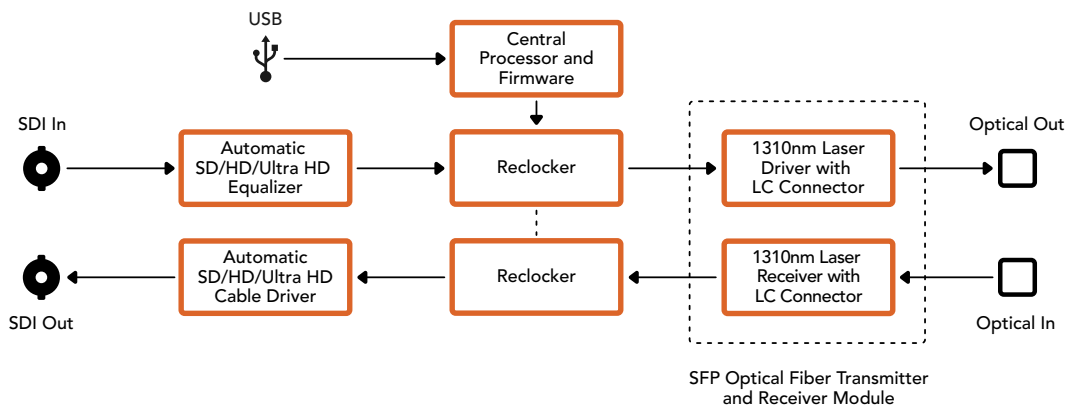 USB
Central
Processor and
Firmware
SDI In
Automatic
SD/HD/Ultra HD
Equalizer
Reclocker
1310nm Laser
Driver with
LC Connector
Optical Out
SDI Out
Automatic
SD/HD/Ultra HD
Cable Driver
Reclocker
1310nm Laser
Receiver with
LC Connector
Optical In
SFP Optical Fiber Transmitter
and Receiver Module